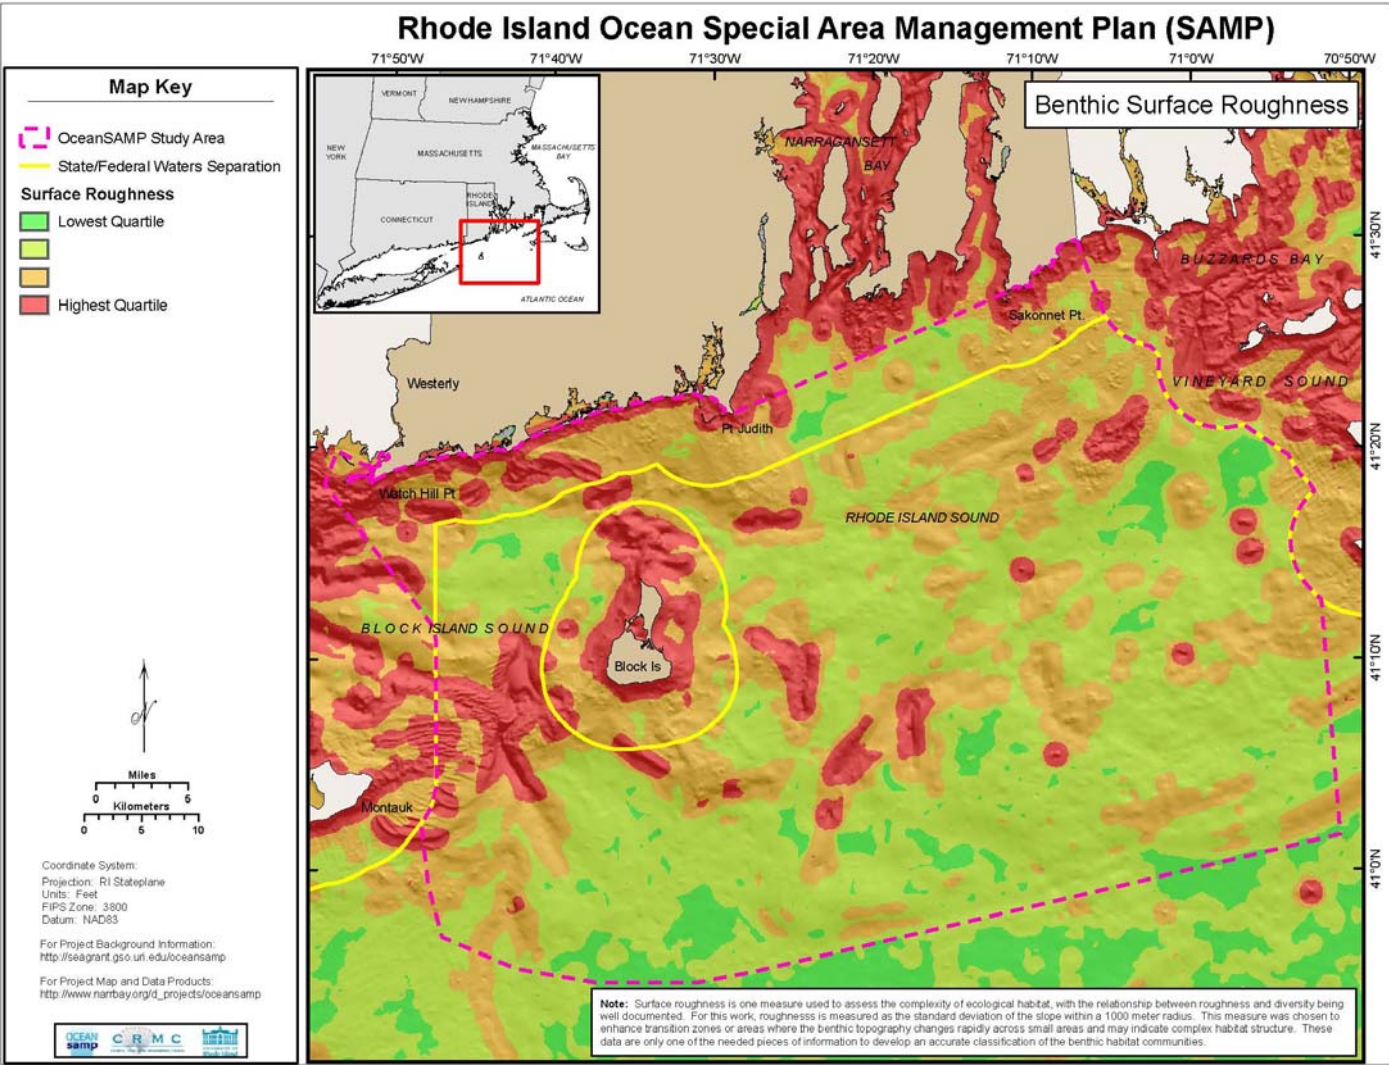 Rhode Island Ocean Special Area Management Plan (SAMP)
71°50'W
71°40'W
71°30'W
71°20'W
71°10'W
71°0'W
70°50'W
Map Key
OceanSAMP Study Area
State/Federal Waters Separation
Surface Roughness
Lowest Quartile
Highest Quartile
Miles
0
5
Kilometers
0
5
10
Coordinate System:
Projection: RI Stateplane
Units: Feet
FIPS Zone: 3800
Datum: NAD83
For Project Background Information:
http://seagrant.gso.uri.edu/oceansamp
For Project Map and Data Products:
http://www.narrbay.org/d_projects/oceansamp
OCEAN
samp
C R M C
VERMONT
NEW HAMPSHIRE
NEW
YORK
MASSACHUSETTS
MASSACHUSETTS
BAY
RHODE
ISLAND
CONNECTICUT
ATLANTIC OCEAN
Benthic Surface Roughness
NARRAGANSETT
BAY
BUZZARDS BAY
Sakonnet Pt.
VINEYARD SOUND
Westerly
Pt Judith
Watch Hill Pt
RHODE ISLAND SOUND
BLOCK ISLAND SOUND
Block Is
Montauk
41°30'N
41°20'N
41°10'N
41°0'N
Note: Surface roughness is one measure used to assess the complexity of ecological habitat, with the relationship between roughness and diversity being
well documented. For this work, roughnesss is measured as the standard deviation of the slope within a 1000 meter radius. This measure was chosen to
enhance transition zones or areas where the benthic topography changes rapidly across small areas and may indicate complex habitat structure. These
data are only one of the needed pieces of information to develop an accurate classification of the benthic habitat communities.